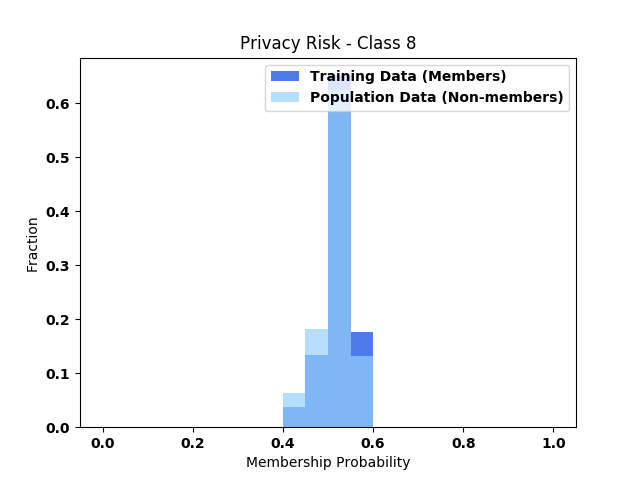 Privacy Risk - Class 8
Training Data (Members)
Population Data (Non-members)
Fraction
0.6
0.5
0.4
0.3
0.2
0.1
0.0
0.0 0.2 0.4 0.6 0.8 1.0
Membership Probability